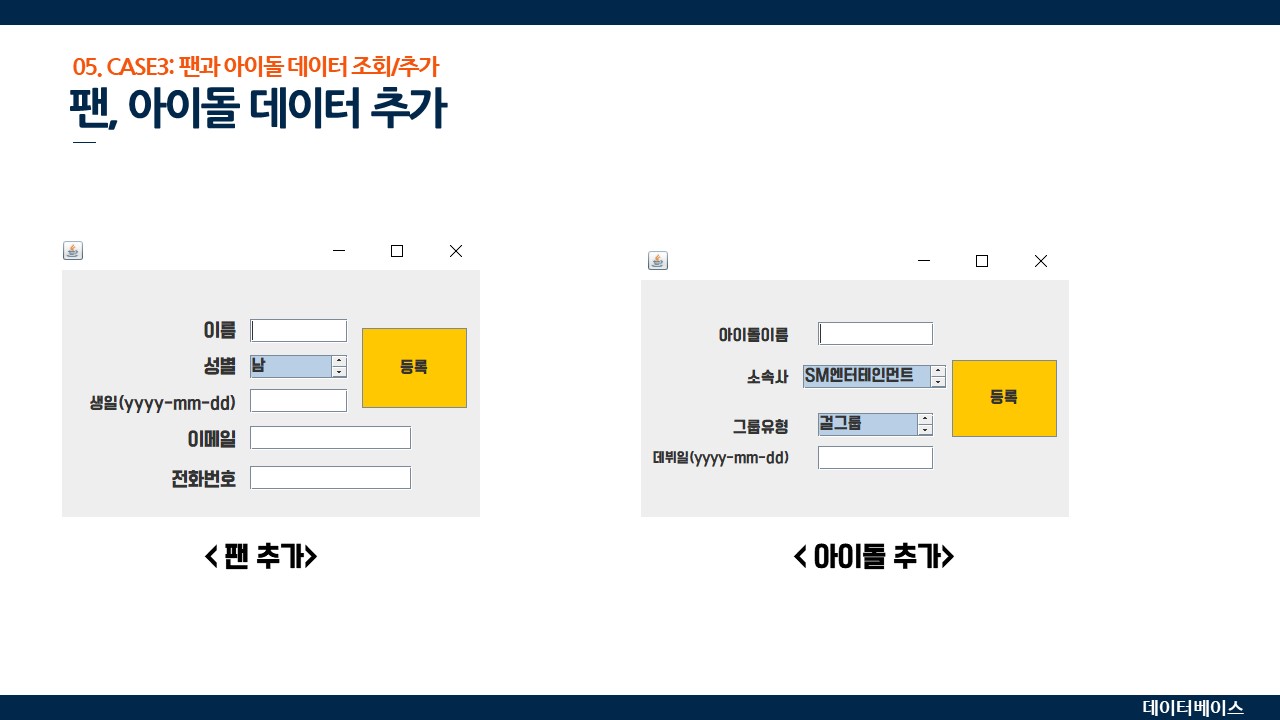 05. CASE3: 팬과 아이돌 데이터 조회/추가
팬, 아이돌 데이터 추가
이름
성별 남
생일(yyyy-mm-dd)
이메일
전화번호
등록
< 팬 추가>
아이돌이름
소속사 SM엔터테인먼트
그룹유형 걸그룹
데뷔일(yyyy-mm-dd)
등록
< 아이돌 추가>
데이터베이스